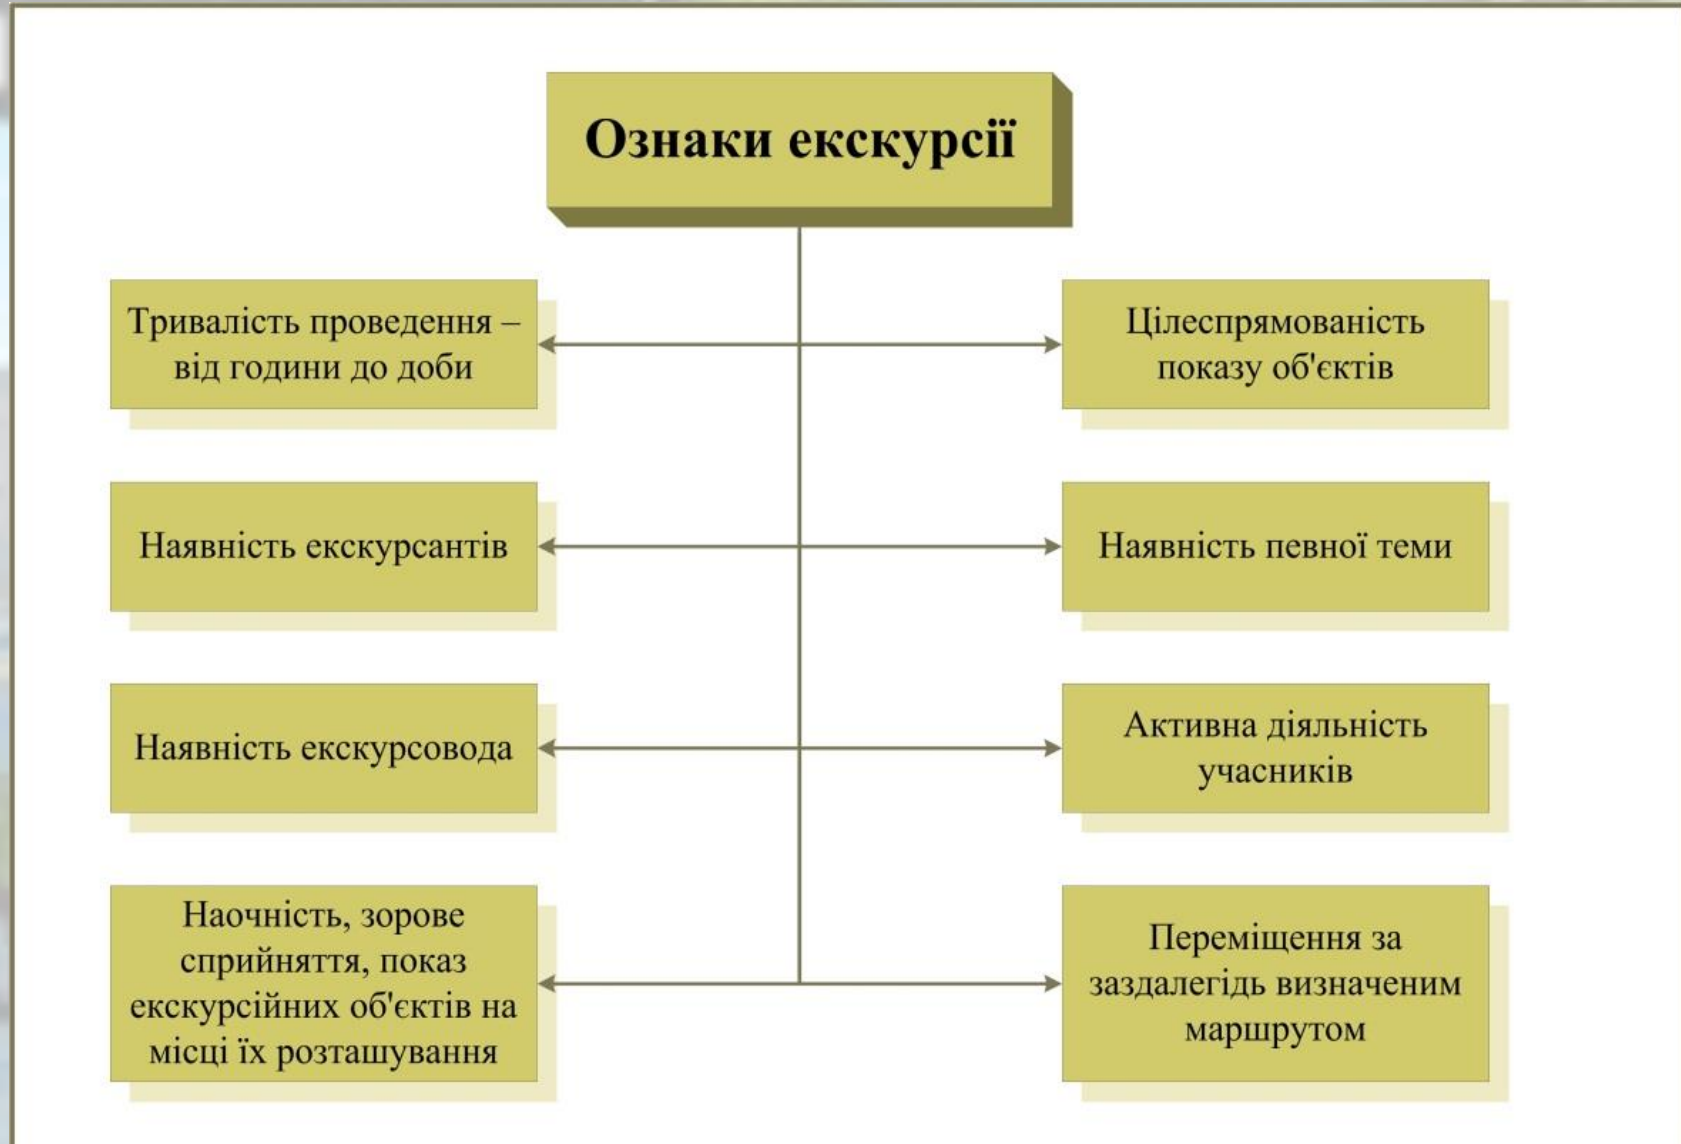 Ознаки екскурсії
Тривалість проведення –
від години до доби
Цілеспрямованість
показу об'єктів
Наявність екскурсантів
Наявність певної теми
Наявність екскурсовода
Активна діяльність
учасників
Наочність, зорове
сприйняття, показ
екскурсійних об'єктів на
місці їх розташування
Переміщення за
заздалегідь визначеним
маршрутом